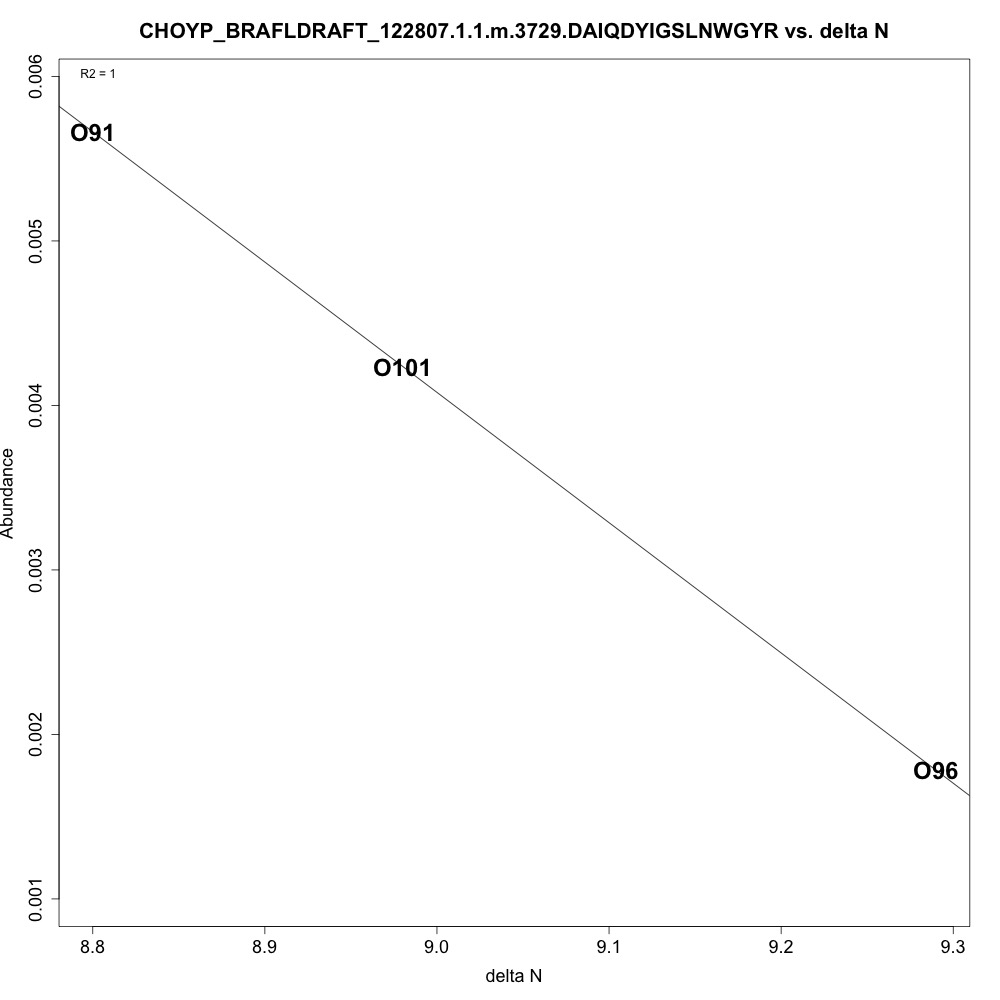 CHOYP_BRAFLDRAFT_122807.1.1.m.3729.DAIQDYIGSLNWGYR vs. delta N
R2 = 1
0.006
O91
0.005
O101
0.004
Abundance
0.003
0.002
O96
0.001
8.8 8.9 9.0 9.1 9.2 9.3
delta N